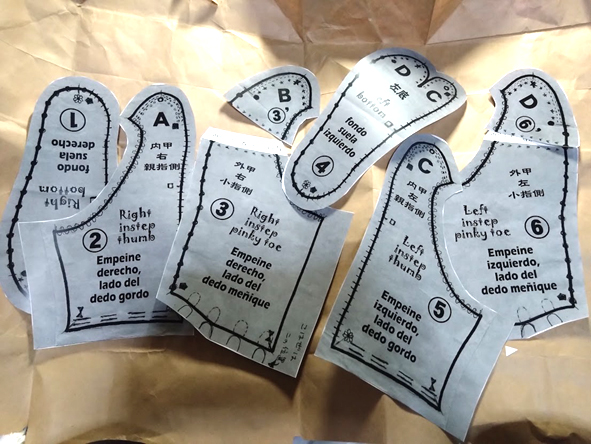 1
fondo
suela
derecho
Right
bottom
A
内甲
右
親指側
2
Right
instep
thumb
Empeine
derecho,
lado del
dedo gordo
B
3
外甲
右
小指側
3
Right
instep
pinky toe
Empeine
derecho,
lado del
dedo meñique
D C
左底
Left
bottom
fondo
suela
izquierdo
4
C
内甲
左
親指側
Left
instep
thumb
5
Empeine
izquierdo,
lado del
dedo gordo
D
6
外甲
左
小指側
Left
instep
pinky toe
6
Empeine
izquierdo,
lado del
dedo meñique